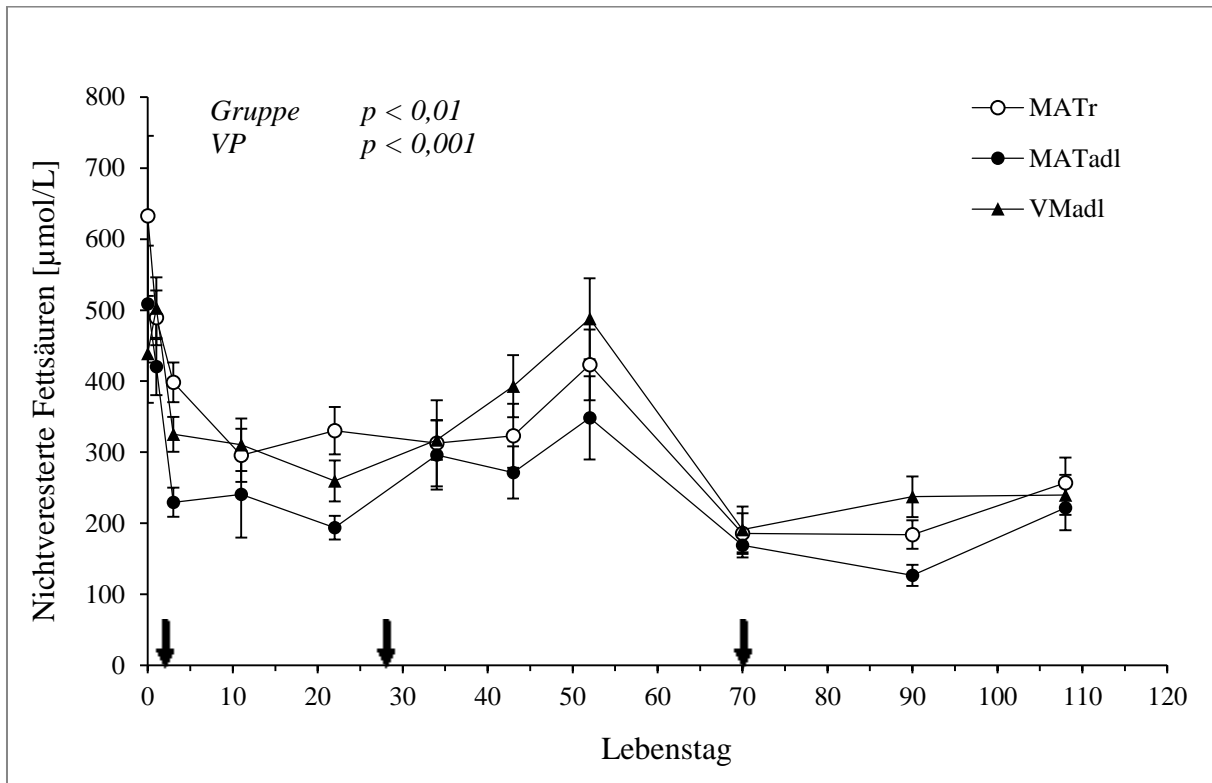 Gruppe p < 0,01
VP p < 0,001
MATr
MATadl
VMadl
Nichtveresterte Fettsäuren [µmol/L]
800
700
600
500
400
300
200
100
0
0 10 20 30 40 50 60 70 80 90 100 110 120
Lebenstag